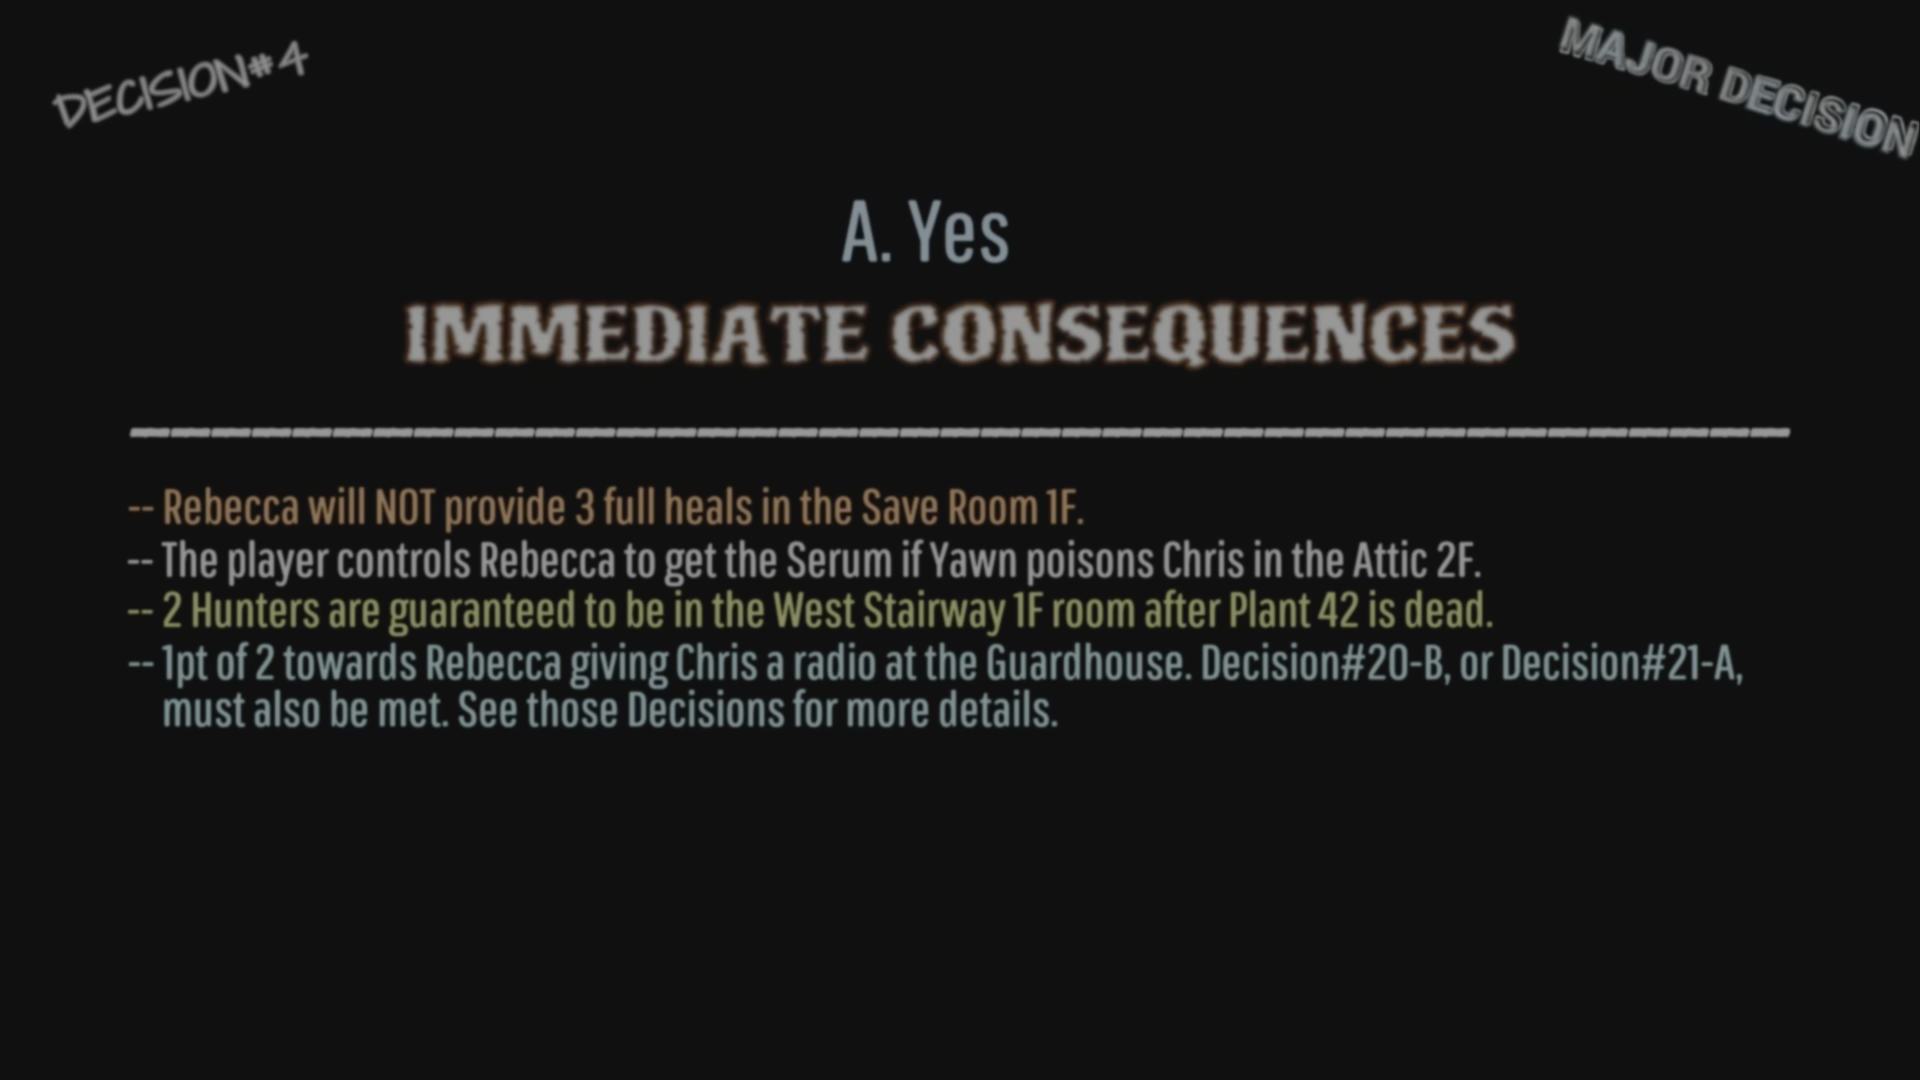 DECISION#4
MAJOR DECISION
A. Yes
IMMEDIATE CONSEQUENCES
-- Rebecca will NOT provide 3 full heals in the Save Room 1F.
-- The player controls Rebecca to get the Serum if Yawn poisons Chris in the Attic 2F.
-- 2 Hunters are guaranteed to be in the West Stairway 1F room after Plant 42 is dead.
-- 1pt of 2 towards Rebecca giving Chris a radio at the Guardhouse. Decision#20-B, or Decision#21-A,
must also be met. See those Decisions for more details.